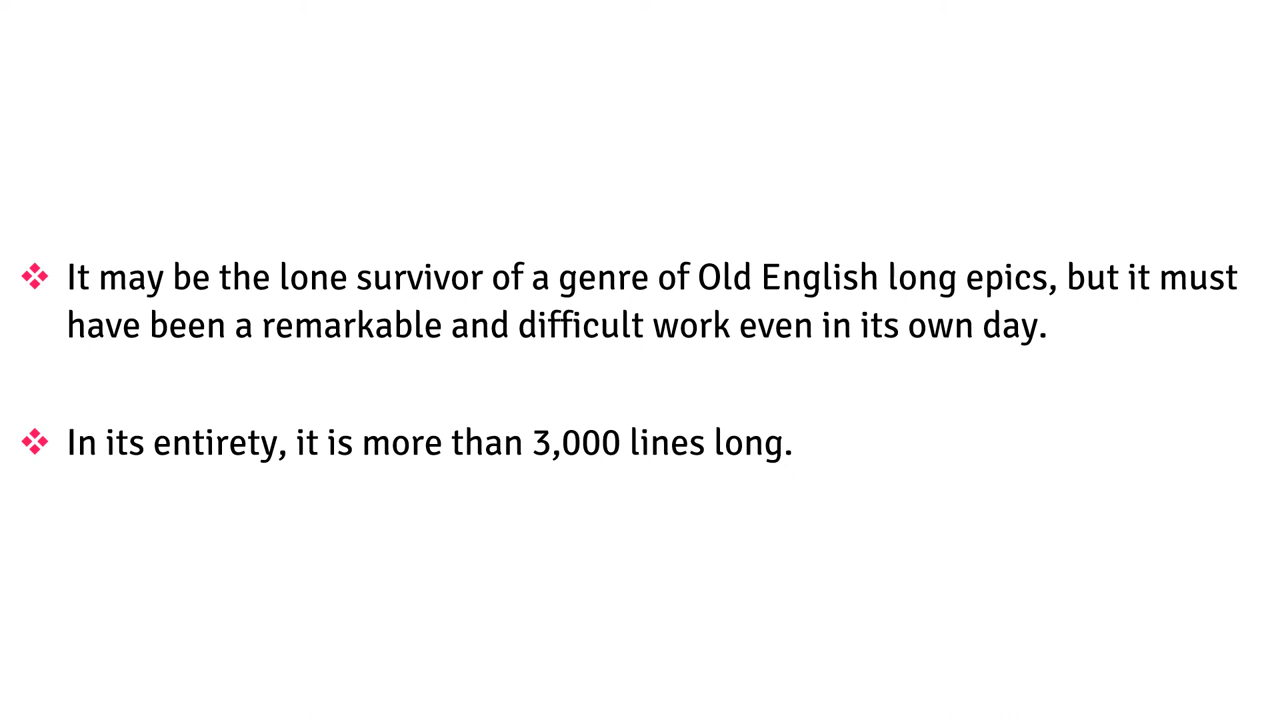 ❖ It may be the lone survivor of a genre of Old English long epics, but it must
have been a remarkable and difficult work even in its own day.
❖ In its entirety, it is more than 3,000 lines long.